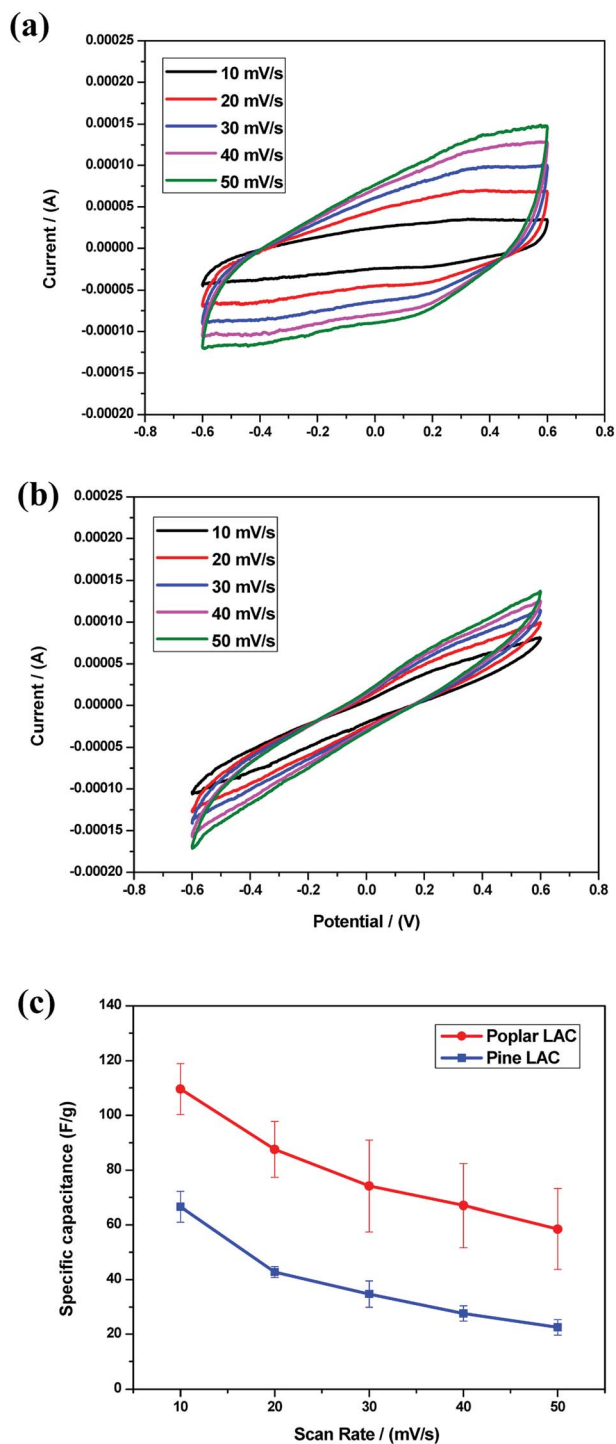 (a)
0.00025
0.00020
0.00015
0.00010
0.00005
0.00000
-0.00005
-0.00010
-0.00015
-0.00020
Current / (A)
10 mV/s
20 mV/s
30 mV/s
40 mV/s
50 mV/s
-0.8 -0.6 -0.4 -0.2 0.0 0.2 0.4 0.6 0.8
(b)
0.00025
0.00020
0.00015
0.00010
0.00005
0.00000
-0.00005
-0.00010
-0.00015
-0.00020
Current / (A)
10 mV/s
20 mV/s
30 mV/s
40 mV/s
50 mV/s
-0.8 -0.6 -0.4 -0.2 0.0 0.2 0.4 0.6 0.8
Potential / (V)
(c)
140
120
100
80
60
40
20
0
Specific capacitance (F/g)
Poplar LAC
Pine LAC
10 20 30 40 50
Scan Rate / (mV/s)